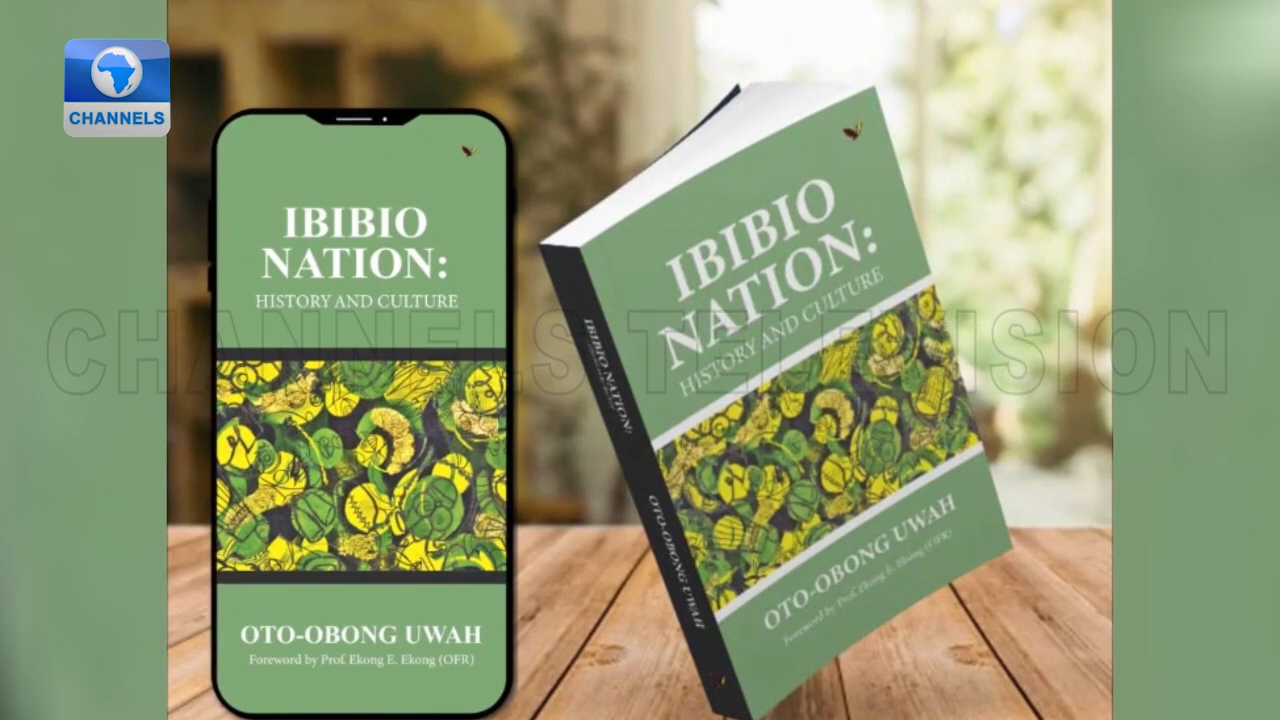 CHANNELS
IBIBIO
NATION:
HISTORY AND CULTURE
OTO-OBONG UWAH
Foreword by Prof. Ekong E. Ekong (OFR)
IBIBIO
NATION:
HISTORY AND CULTURE
OTO-OBONG UWAH
Foreword by Prof. Ekong E. Ekong (OFR)
IBIBIO NATION:
OTO-OBONG UWAH
CHANNELS TELEVISION